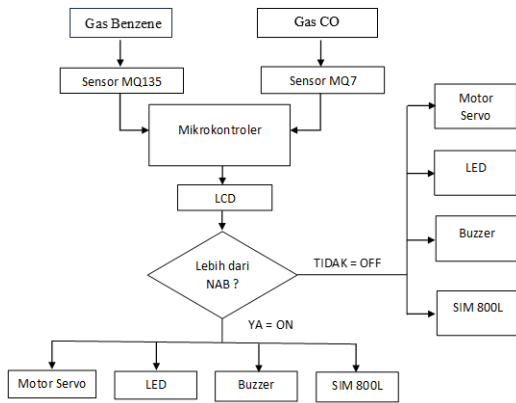 Gas Benzene
Gas CO
Sensor MQ135
Sensor MQ7
Mikrokontroler
LCD
Lebih dari
NAB ?
TIDAK = OFF
YA = ON
Motor
Servo
LED
Buzzer
SIM 800L
Motor Servo
LED
Buzzer
SIM 800L